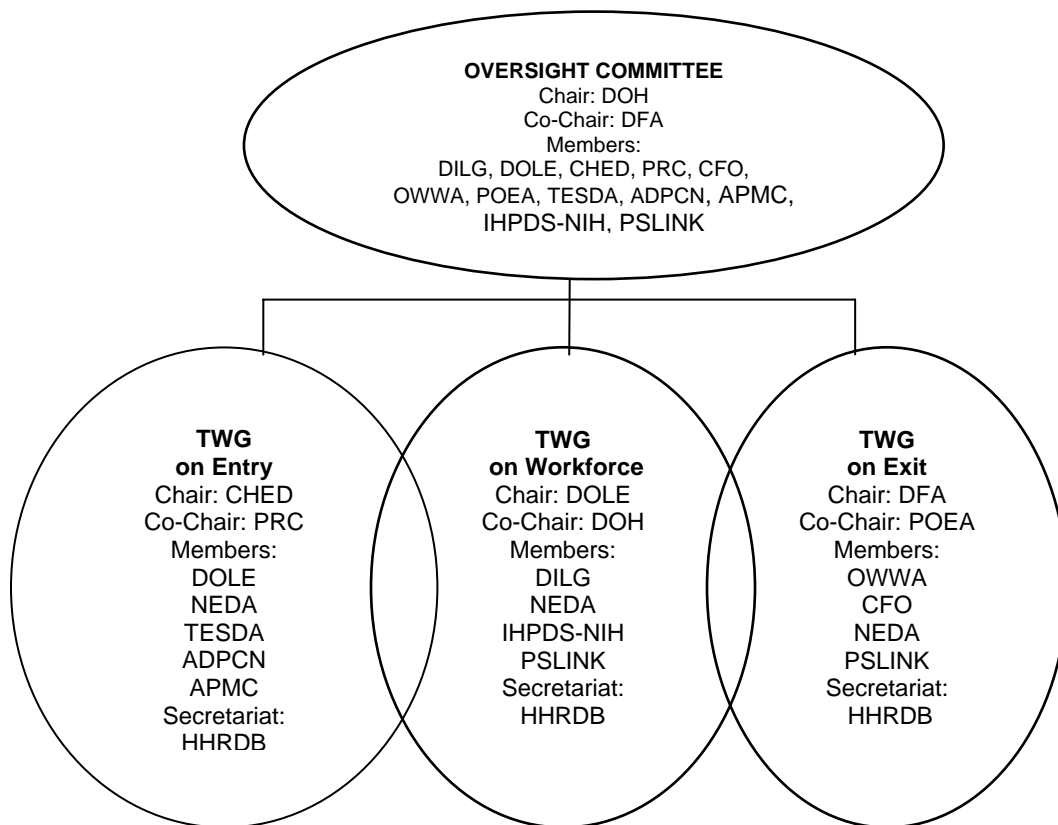 OVERSIGHT COMMITTEE
Chair: DOH
Co-Chair: DFA
Members:
DILG, DOLE, CHED, PRC, CFO,
OWWA, POEA, TESDA, ADPCN, APMC,
IHPDS-NIH, PSLINK
TWG
on Entry
Chair: CHED
Co-Chair: PRC
Members:
DOLE
NEDA
TESDA
ADPCN
APMC
Secretariat:
HHRDB
TWG
on Workforce
Chair: DOLE
Co-Chair: DOH
Members:
DILG
NEDA
IHPDS-NIH
PSLINK
Secretariat:
HHRDB
TWG
on Exit
Chair: DFA
Co-Chair: POEA
Members:
OWWA
CFO
NEDA
PSLINK
Secretariat:
HHRDB